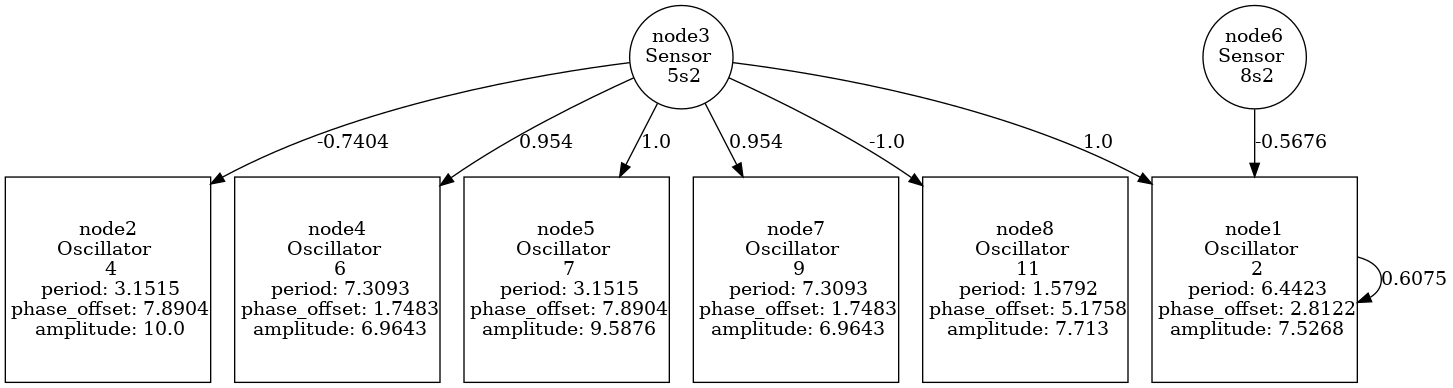 node3
Sensor
5s2
node6
Sensor
8s2
-0.7404
0.954
1.0
0.954
-1.0
1.0
-0.5676
node2
Oscillator
4
period: 3.1515
phase_offset: 7.8904
amplitude: 10.0
node4
Oscillator
6
period: 7.3093
phase_offset: 1.7483
amplitude: 6.9643
node5
Oscillator
7
period: 3.1515
phase_offset: 7.8904
amplitude: 9.5876
node7
Oscillator
9
period: 7.3093
phase_offset: 1.7483
amplitude: 6.9643
node8
Oscillator
11
period: 1.5792
phase_offset: 5.1758
amplitude: 7.713
node1
Oscillator
2
period: 6.4423
phase_offset: 2.8122
amplitude: 7.5268
0.6075